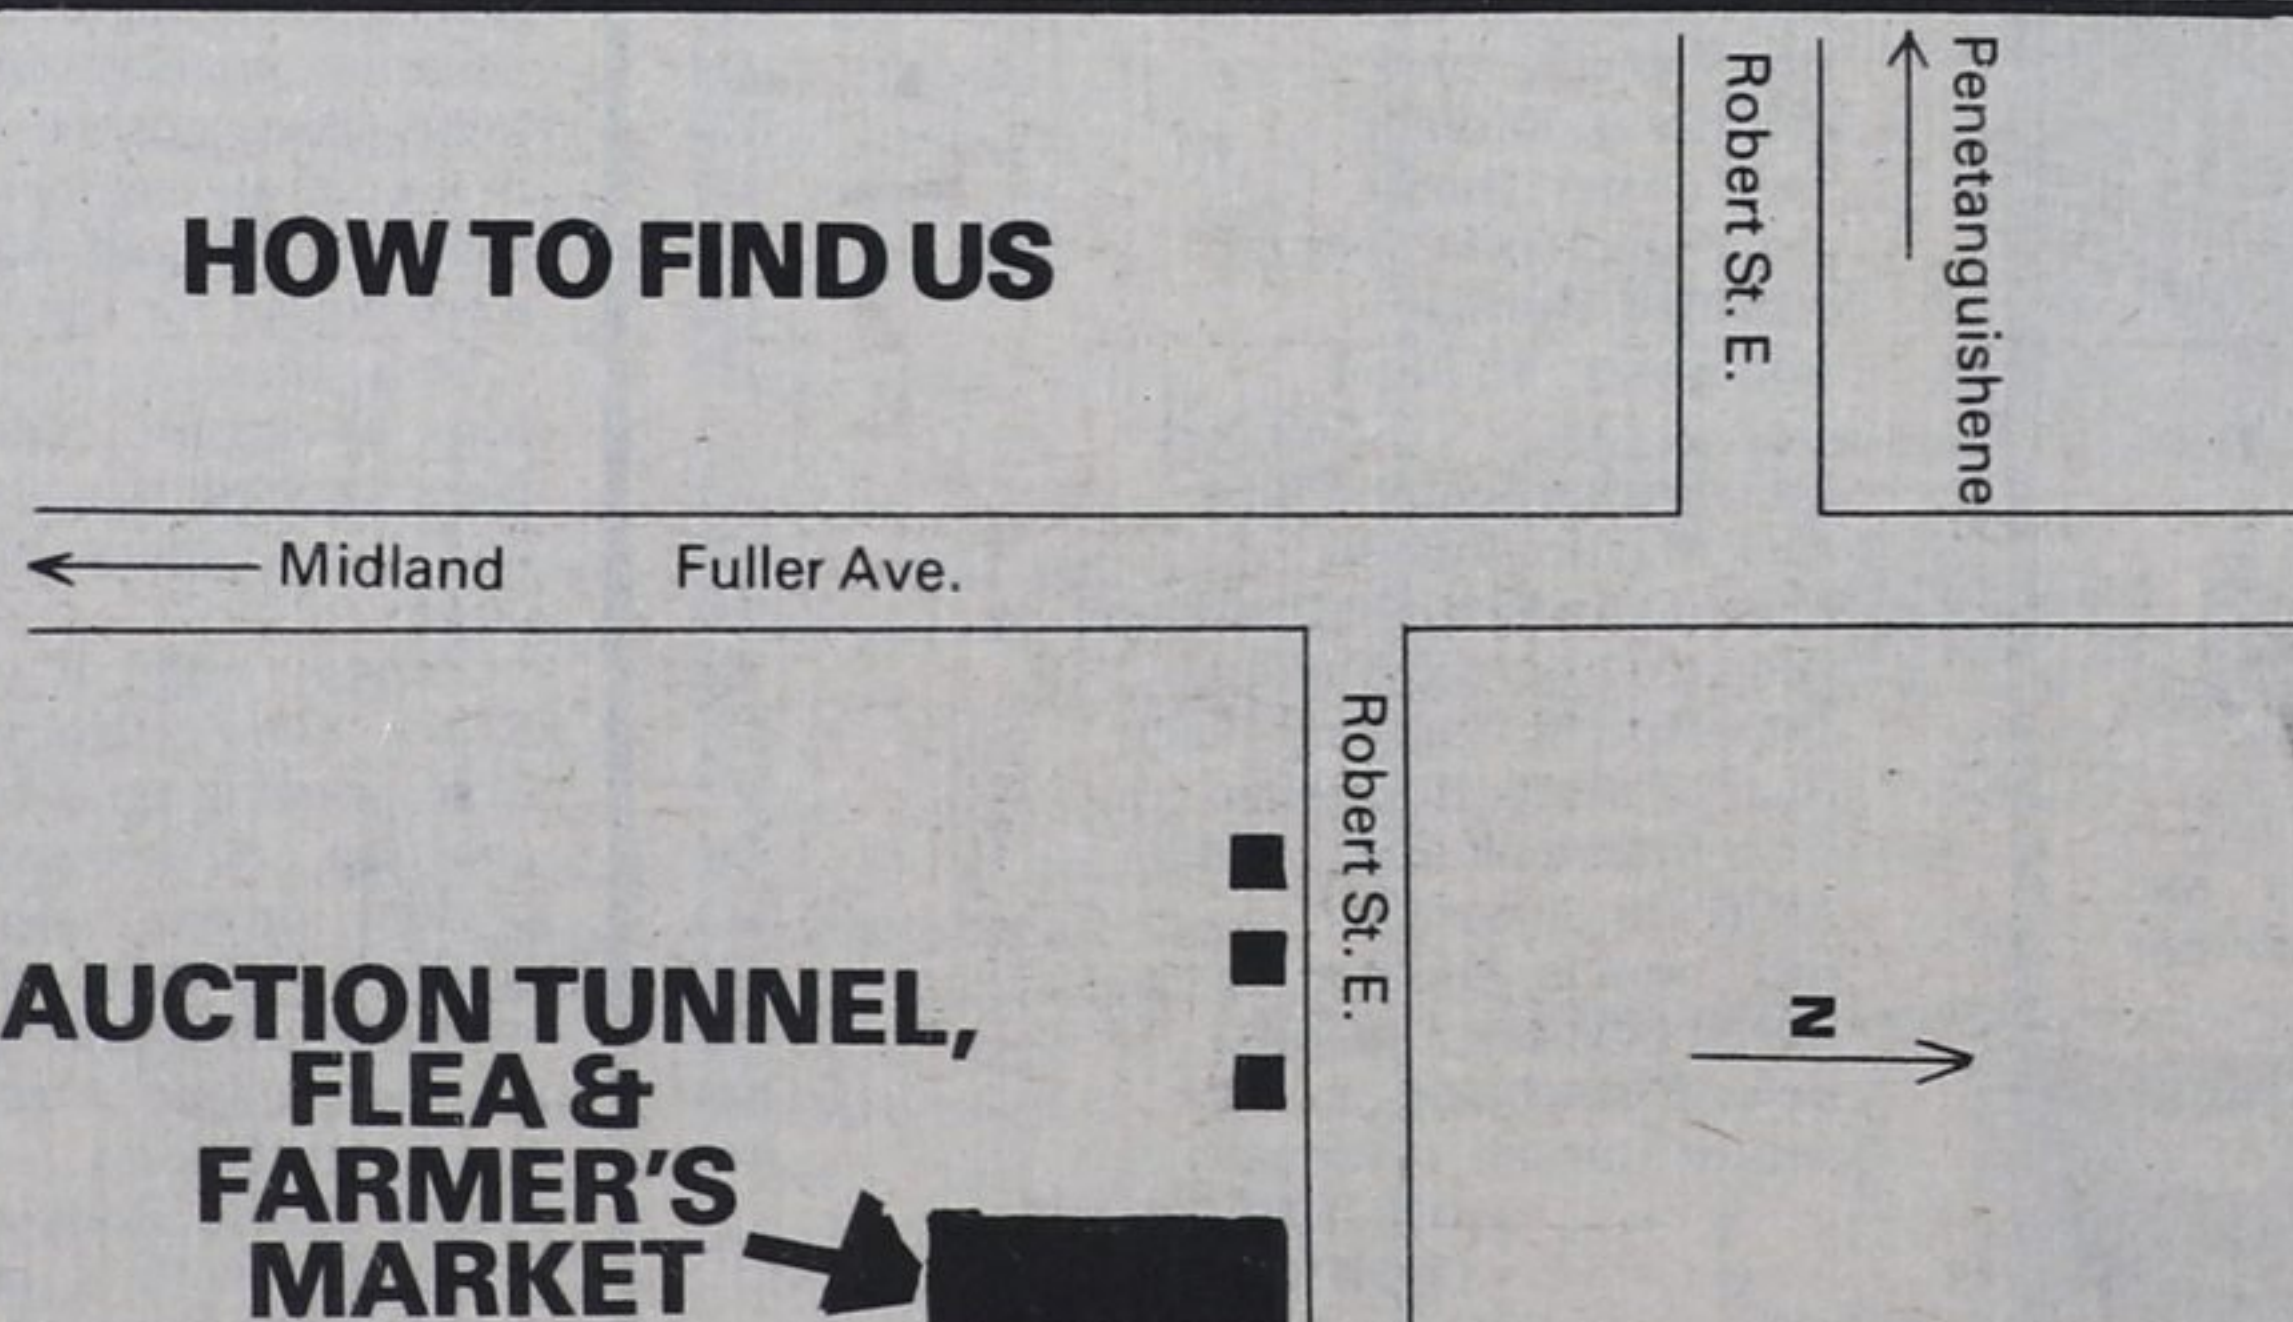 HOW TO FIND US
Robert St. E.
Penetanguishene
Midland Fuller Ave.
Robert St. E.
N
AUCTION TUNNEL,
FLEA &
FARMER'S
MARKET